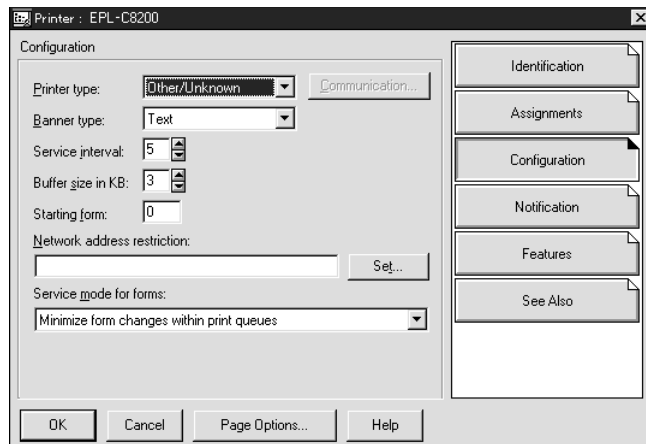 Printer : EPL-C8200
Configuration
Printer type: Other/Unknown Communication...
Banner type: Text
Service interval: 5
Buffer size in KB: 3
Starting form: 0
Network address restriction:
Set...
Service mode for forms:
Minimize form changes within print queues
Identification
Assignments
Configuration
Notification
Features
See Also
OK Cancel Page Options... Help